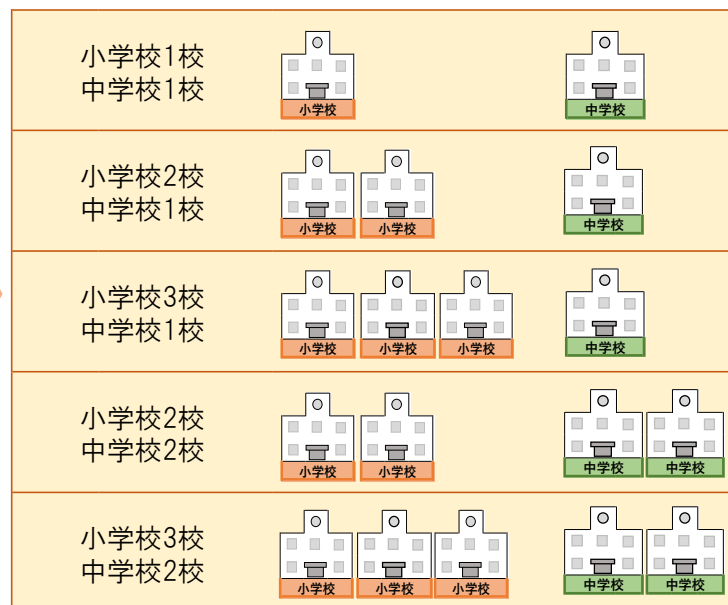 小学校1校
中学校1校
小学校 中学校
小学校2校
中学校1校
小学校 小学校 中学校
小学校3校
中学校1校
小学校 小学校 小学校 中学校
小学校2校
中学校2校
小学校 小学校 中学校 中学校
小学校3校
中学校2校
小学校 小学校 小学校 中学校 中学校